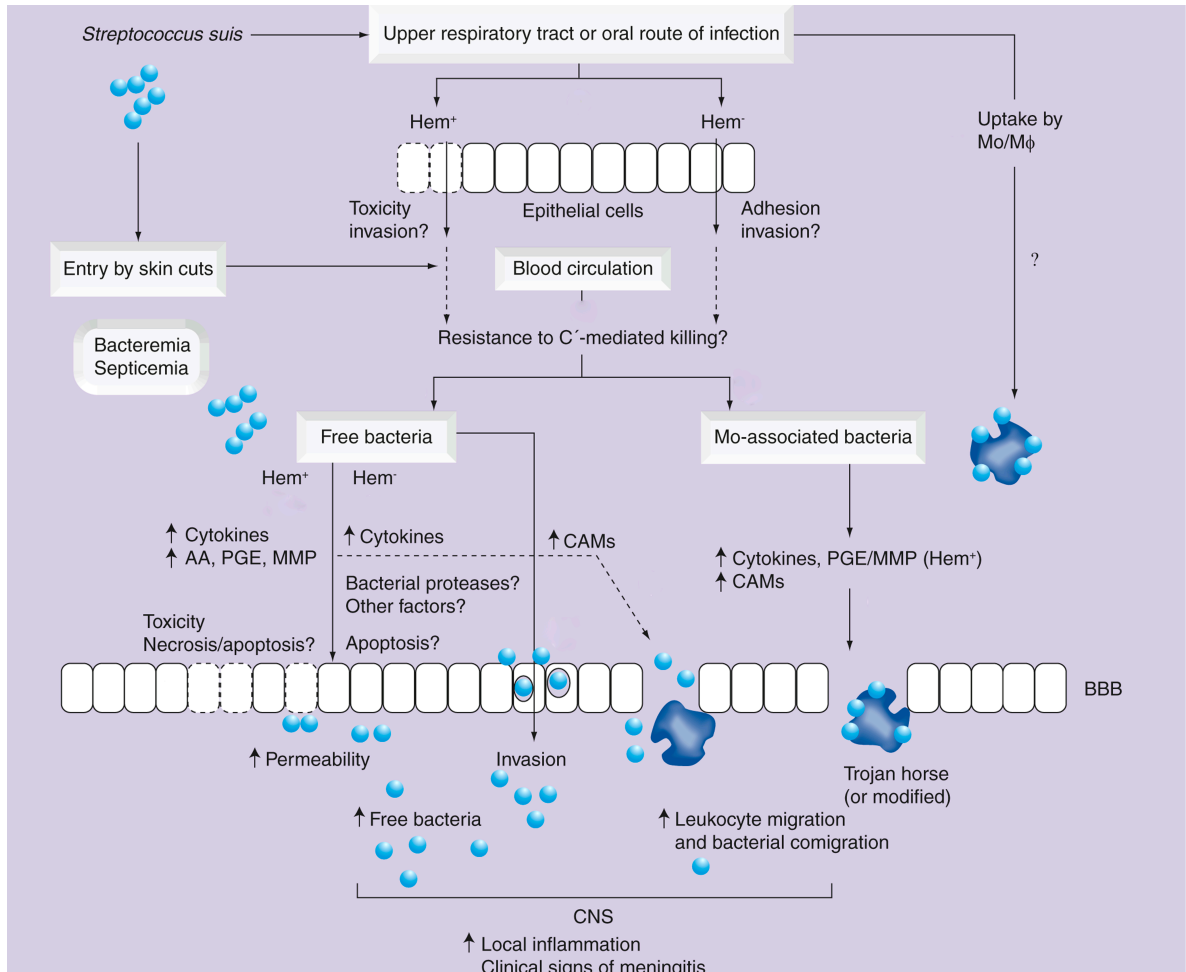 Streptococcus suis
Upper respiratory tract or oral route of infection
Hem⁺
Hem⁻
Uptake by
Mo/Mϕ
Toxicity
invasion?
Epithelial cells
Adhesion
invasion?
?
Entry by skin cuts
Blood circulation
Resistance to C´-mediated killing?
Bacteremia
Septicemia
Free bacteria
Mo-associated bacteria
Hem⁺
Hem⁻
Cytokines
AA, PGE, MMP
Cytokines
CAMs
Cytokines, PGE/MMP (Hem⁺)
CAMs
Bacterial proteases?
Other factors?
Toxicity
Necrosis/apoptosis?
Apoptosis?
BBB
Permeability
Invasion
Trojan horse
(or modified)
Free bacteria
Leukocyte migration
and bacterial comigration
CNS
Local inflammation
Clinical signs of meningitis